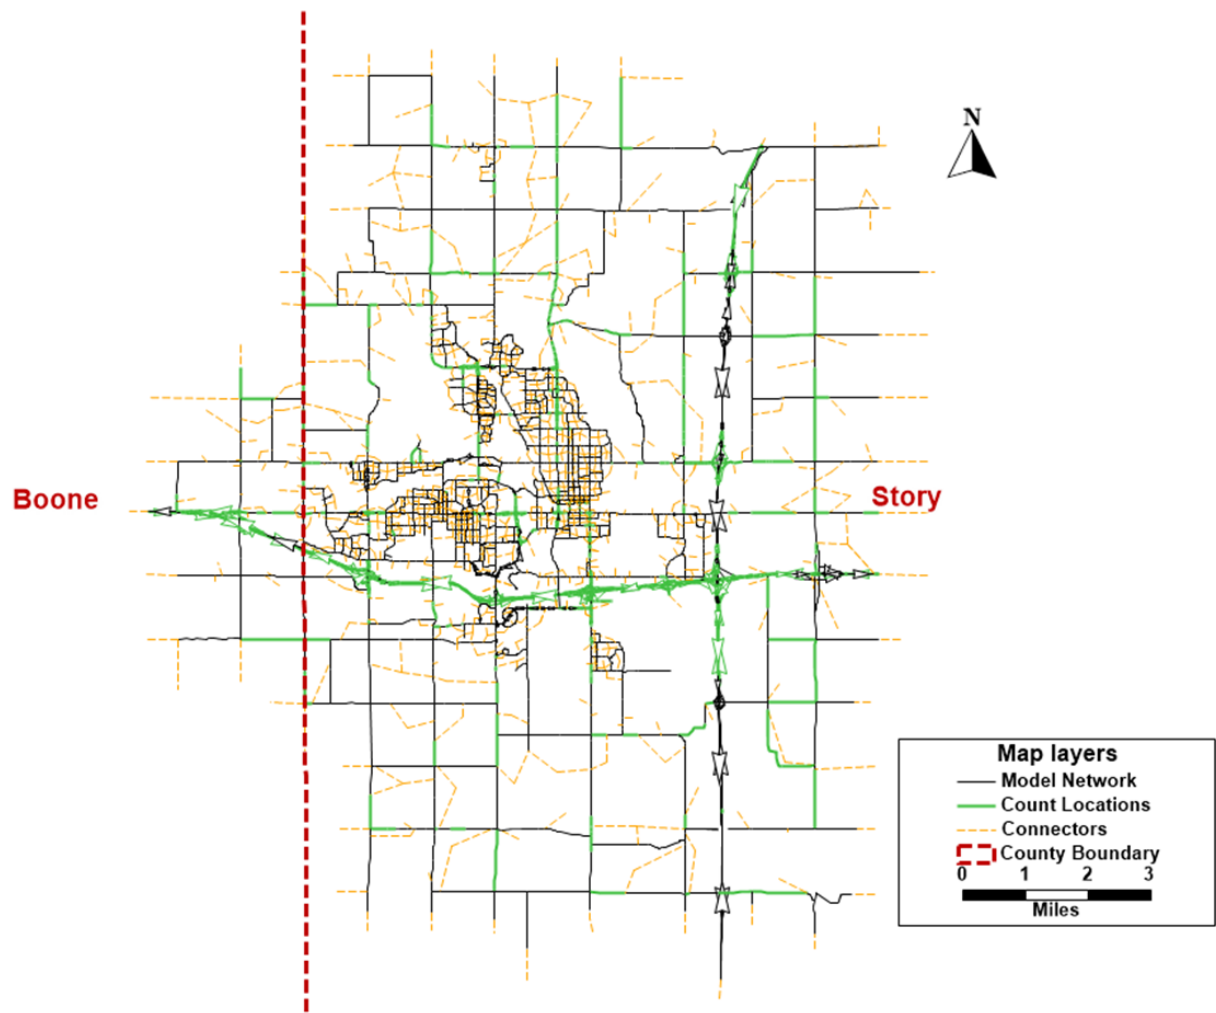 N
Boone
Story
Map layers
Model Network
Count Locations
Connectors
County Boundary
0 1 2 3
Miles